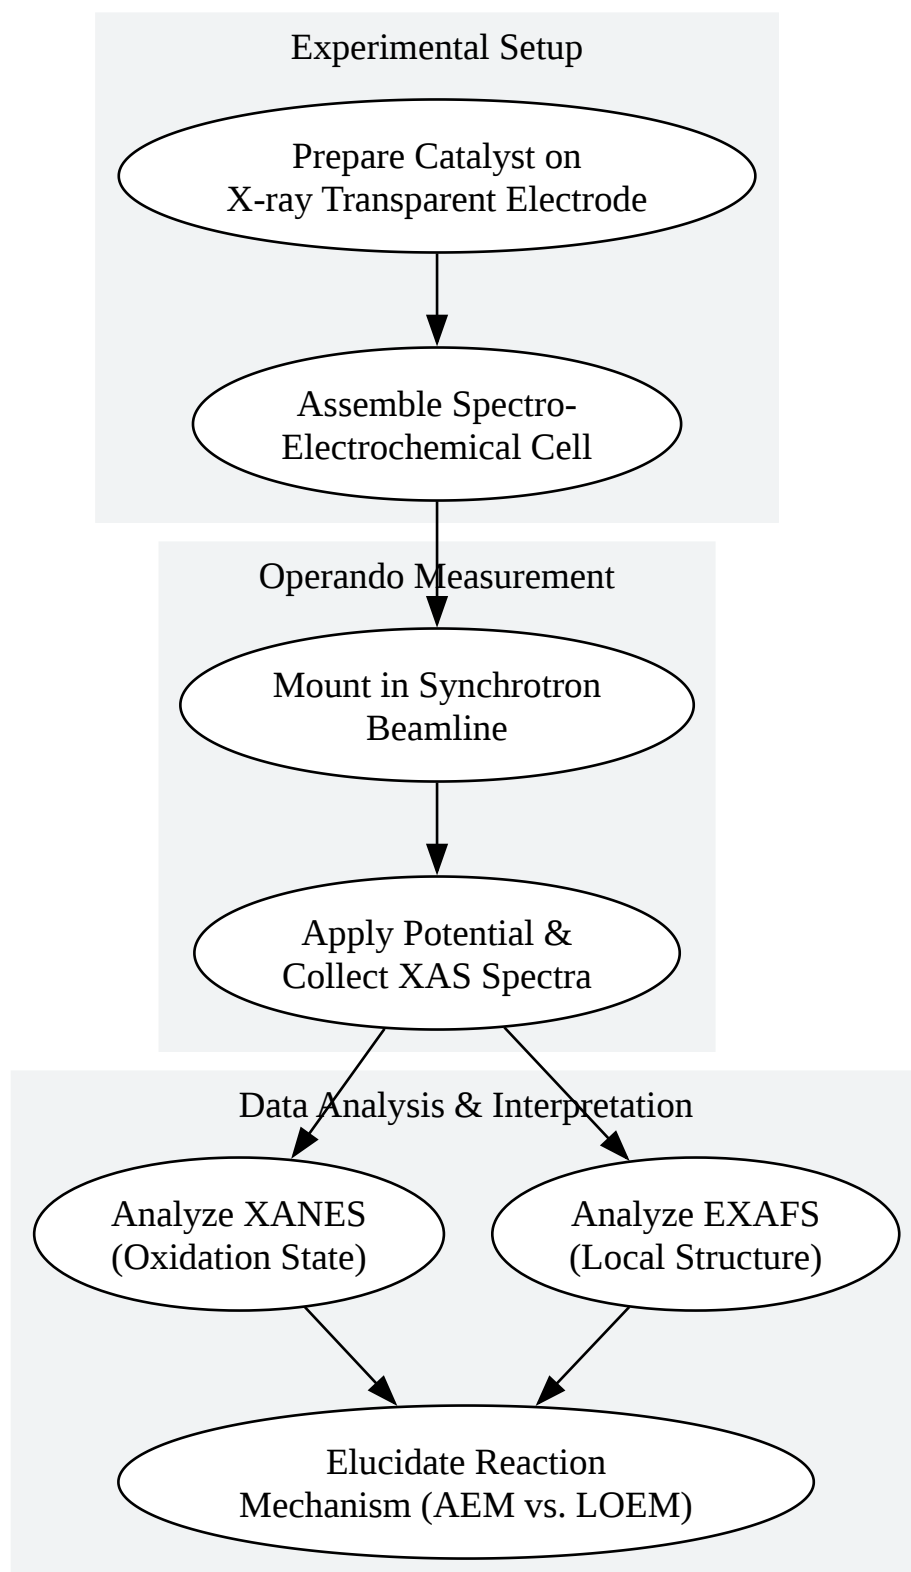 Experimental Setup
Prepare Catalyst on
X-ray Transparent Electrode
Assemble Spectro-
Electrochemical Cell
Operando Measurement
Mount in Synchrotron
Beamline
Apply Potential &
Collect XAS Spectra
Data Analysis & Interpretation
Analyze XANES
(Oxidation State)
Analyze EXAFS
(Local Structure)
Elucidate Reaction
Mechanism (AEM vs. LOEM)